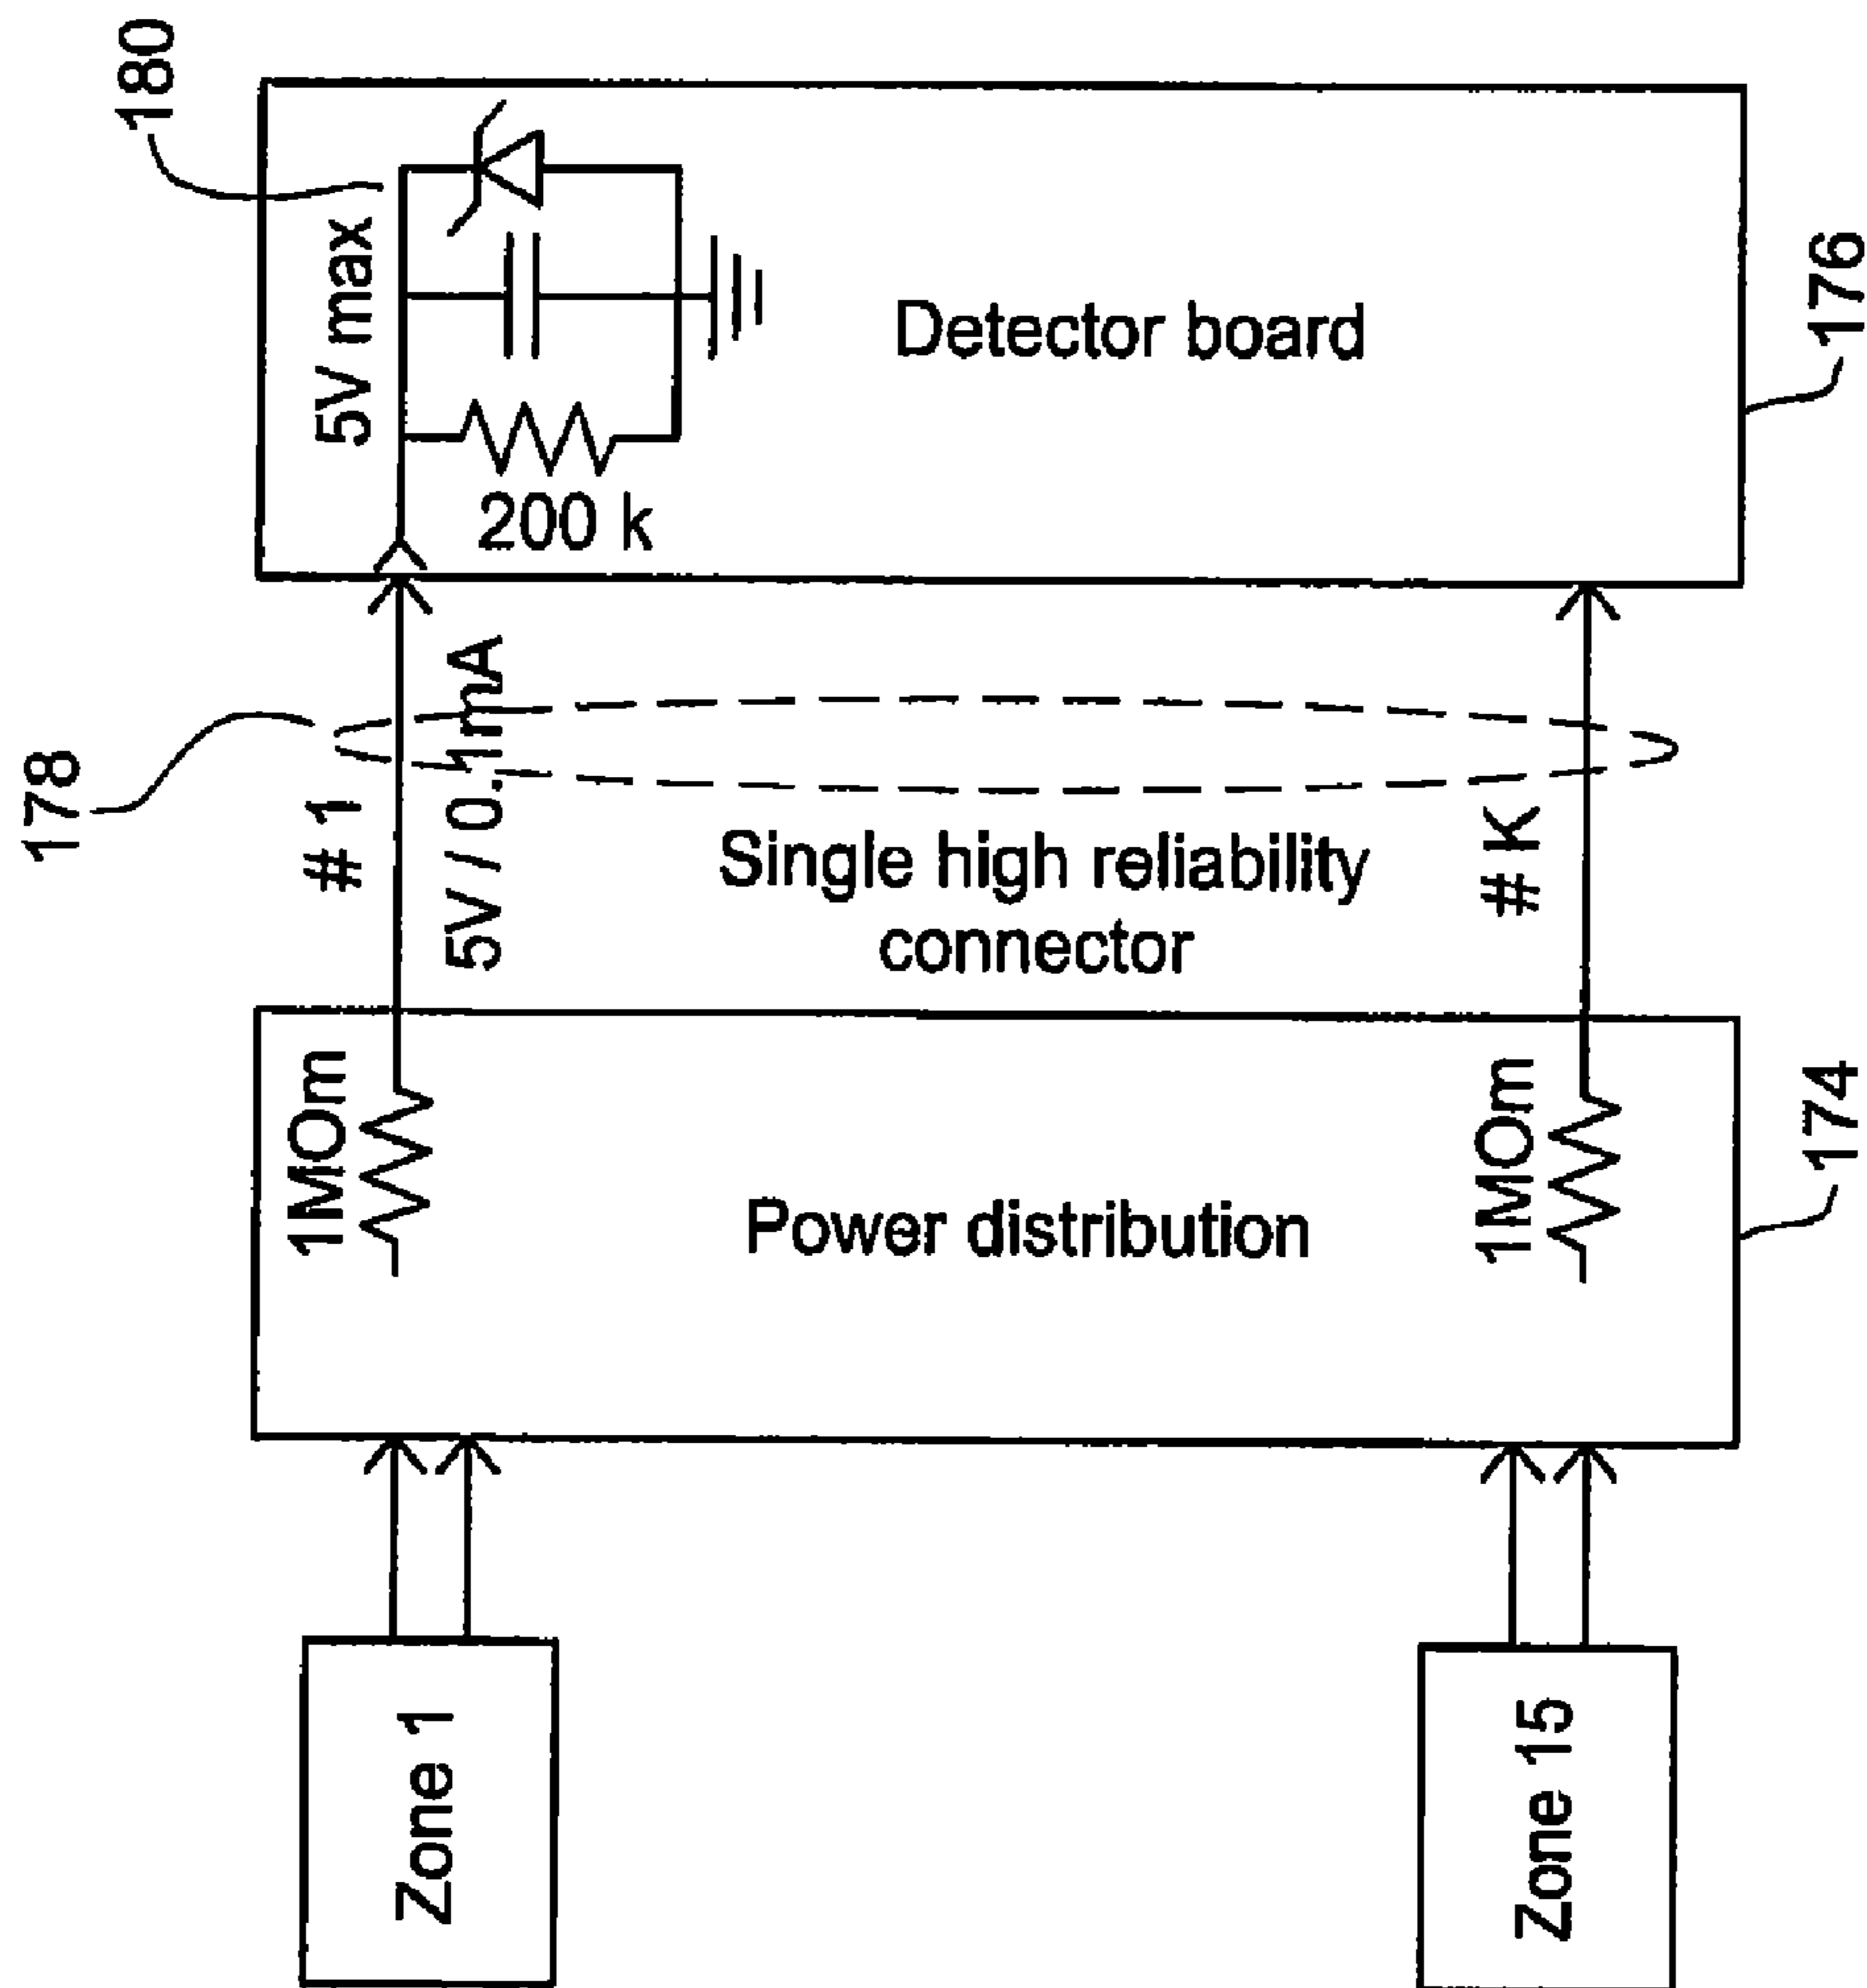 180
5V max
200 k
Detector board
176
178
# 1
5V / 0.1mA
Single high reliability
connector
# K
1MOm
Power distribution
1MOm
174
Zone 1
Zone 15